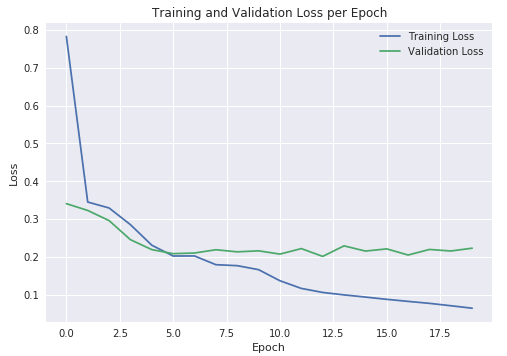 Training and Validation Loss per Epoch
Training Loss
Validation Loss
Loss
0.8
0.7
0.6
0.5
0.4
0.3
0.2
0.1
0.0 2.5 5.0 7.5 10.0 12.5 15.0 17.5
Epoch